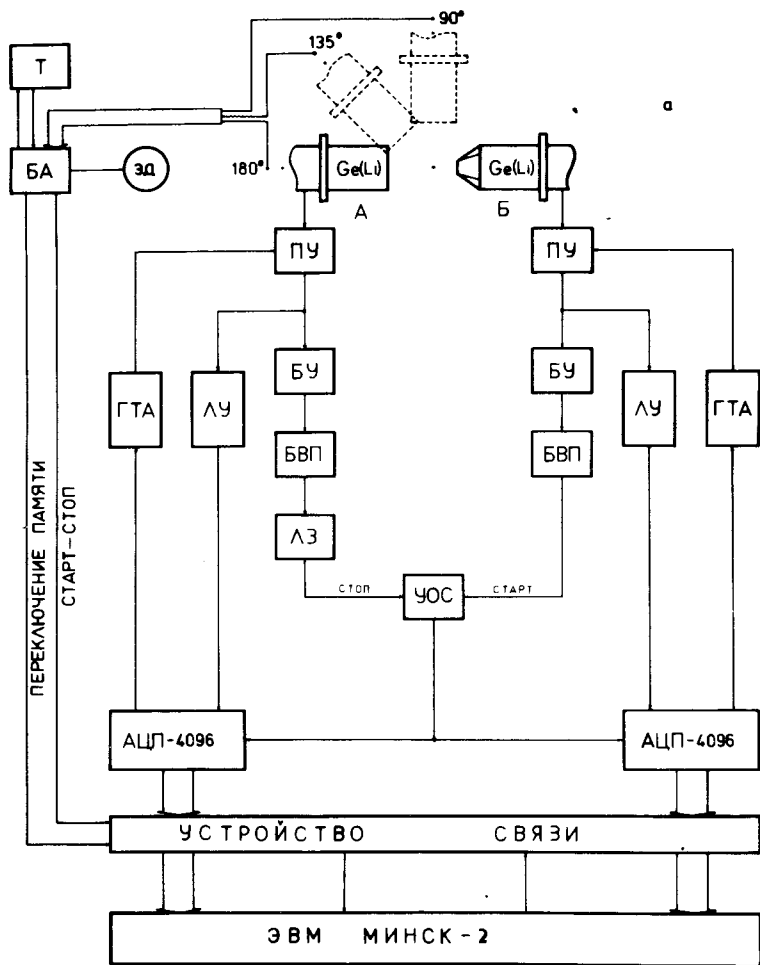 90°
135°
Т
а
БА
ЭД
180°
Ge(Li)
Ge(Li)
А
Б
ПУ
ПУ
БУ
БУ
ГТА
ЛУ
ЛУ
ГТА
БВП
БВП
ПЕРЕКЛЮЧЕНИЕ ПАМЯТИ
СТАРТ-СТОП
ЛЗ
СТОП
УОС
СТАРТ
АЦП-4096
АЦП-4096
УСТРОЙСТВО СВЯЗИ
ЭВМ МИНСК-2